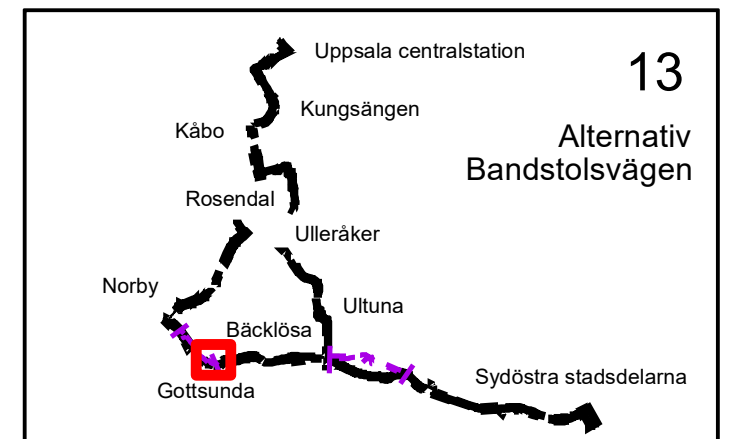 Uppsala centralstation
13
Kungsängen
Kåbo
Alternativ
Bandstolsvägen
Rosendal
Ulleråker
Norby
Ultuna
Bäcklösa
Sydöstra stadsdelarna
Gottsunda